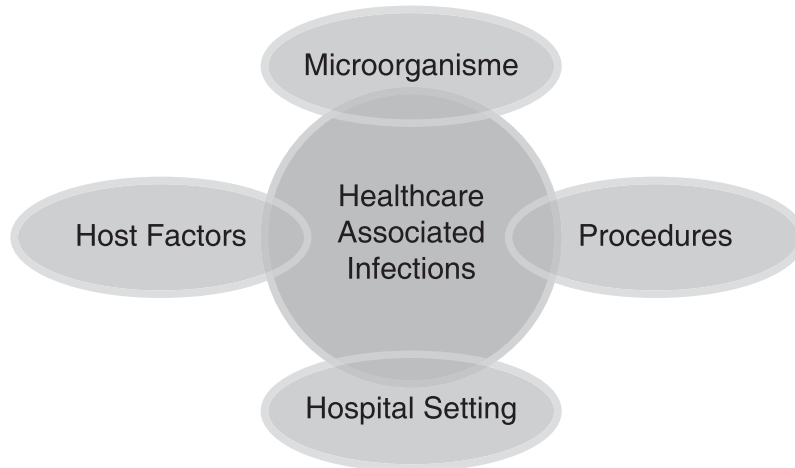 Microorganisme
Host Factors
Healthcare
Associated
Infections
Procedures
Hospital Setting